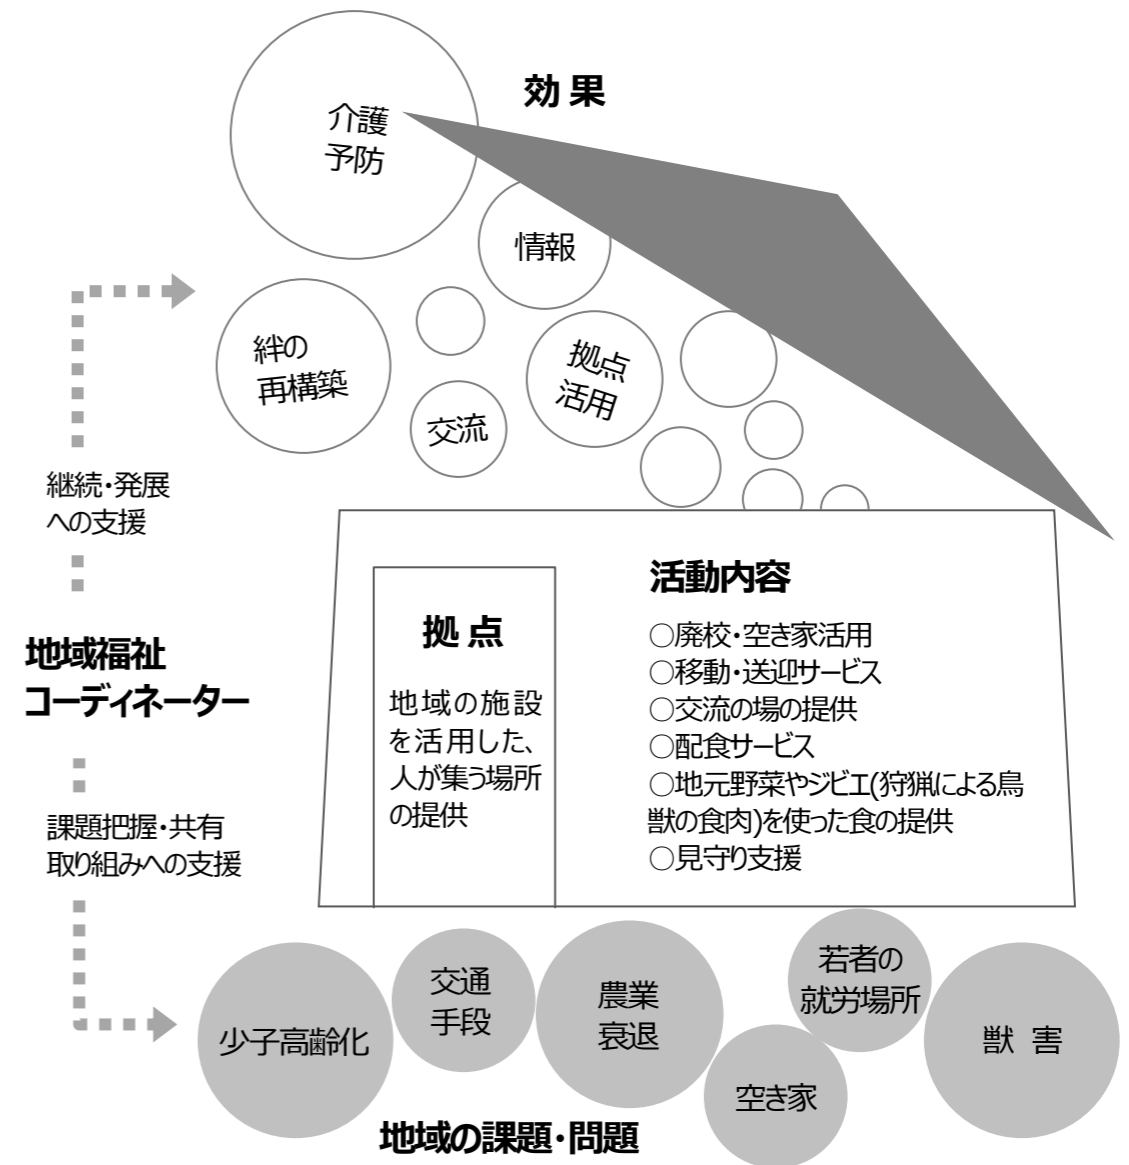 効 果
介護
予防
情報
絆の
再構築
交流
拠点
活用
継続・発展
への支援
地域福祉
コーディネーター
課題把握・共有
取り組みへの支援
拠 点
地域の施設
を活用した、
人が集う場所
の提供
活動内容
○廃校・空き家活用
○移動・送迎サービス
○交流の場の提供
○配食サービス
○地元野菜やジビエ(狩猟による鳥
獣の食肉)を使った食の提供
○見守り支援
少子高齢化
交通
手段
農業
衰退
空き家
若者の
就労場所
獣 害
地域の課題・問題